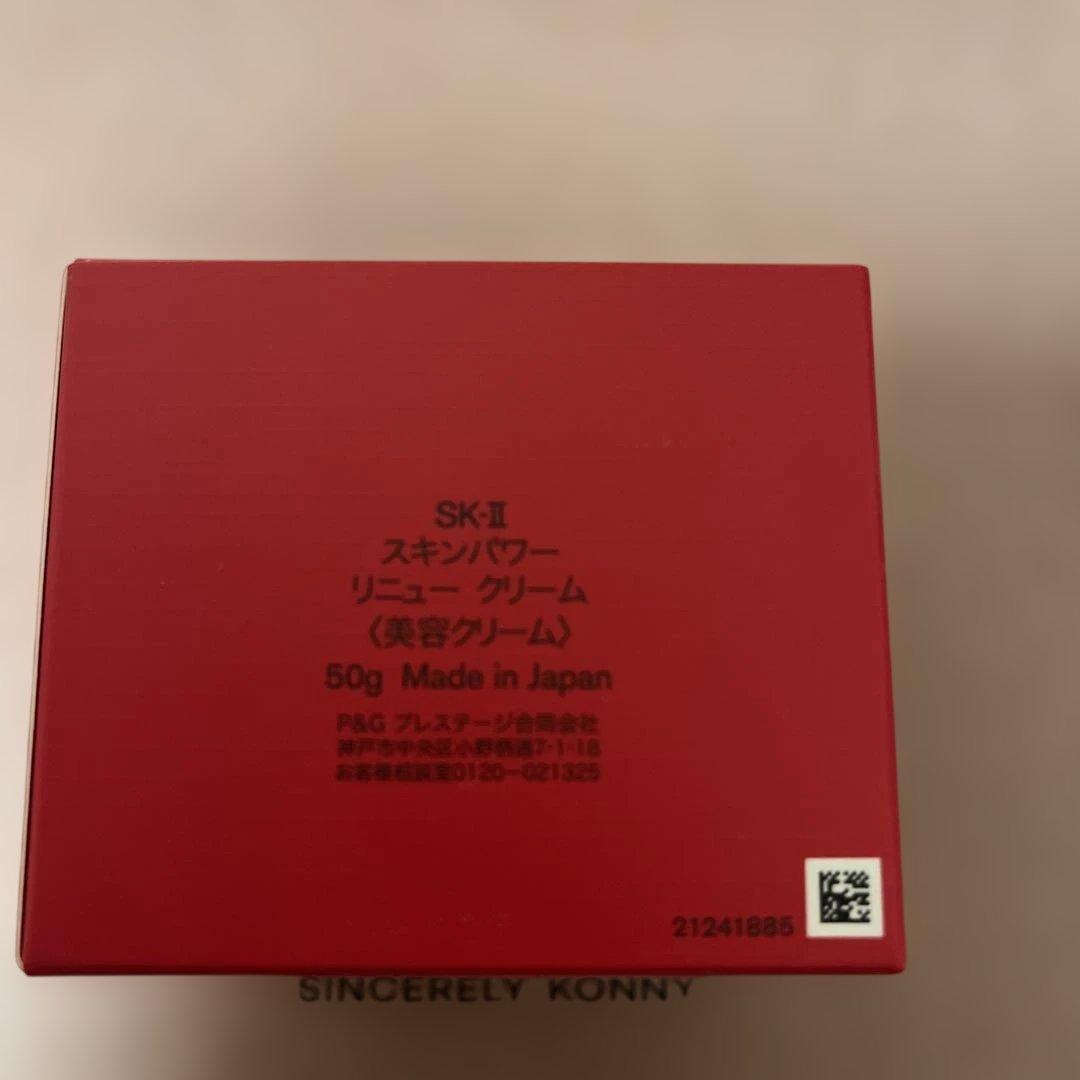 SK-II
スキンパワー
リニュー クリーム
〈美容クリーム〉
50g Made in Japan
P&G プレステージ合同会社
神戸市中央区小野柄通7-1-18
お客様相談室0120-021325
21241885
SINCERELY KONNY